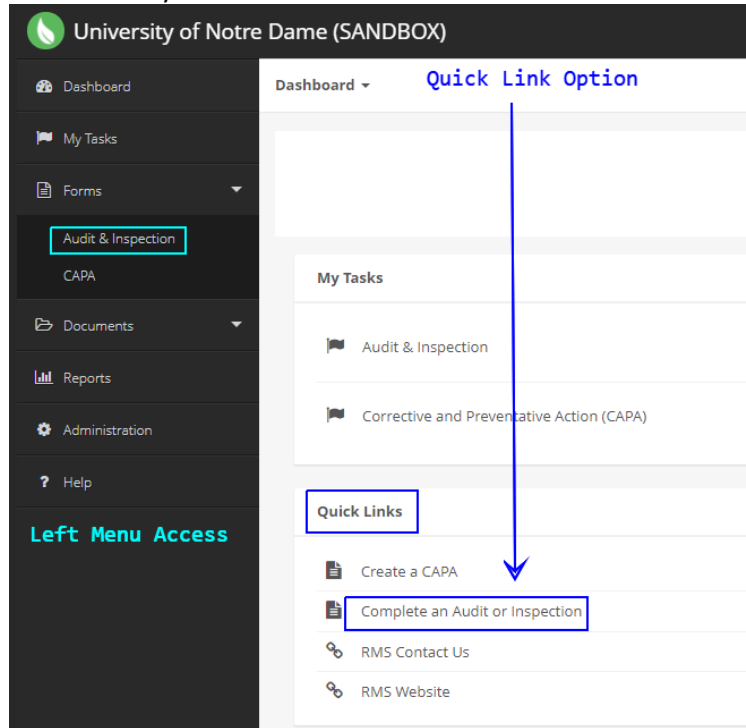 University of Notre Dame (SANDBOX)
Dashboard
My Tasks
Forms
Audit & Inspection
CAPA
Documents
Reports
Administration
? Help
Left Menu Access
Dashboard
Quick Link Option
My Tasks
Audit & Inspection
Corrective and Preventative Action (CAPA)
Quick Links
Create a CAPA
Complete an Audit or Inspection
RMS Contact Us
RMS Website